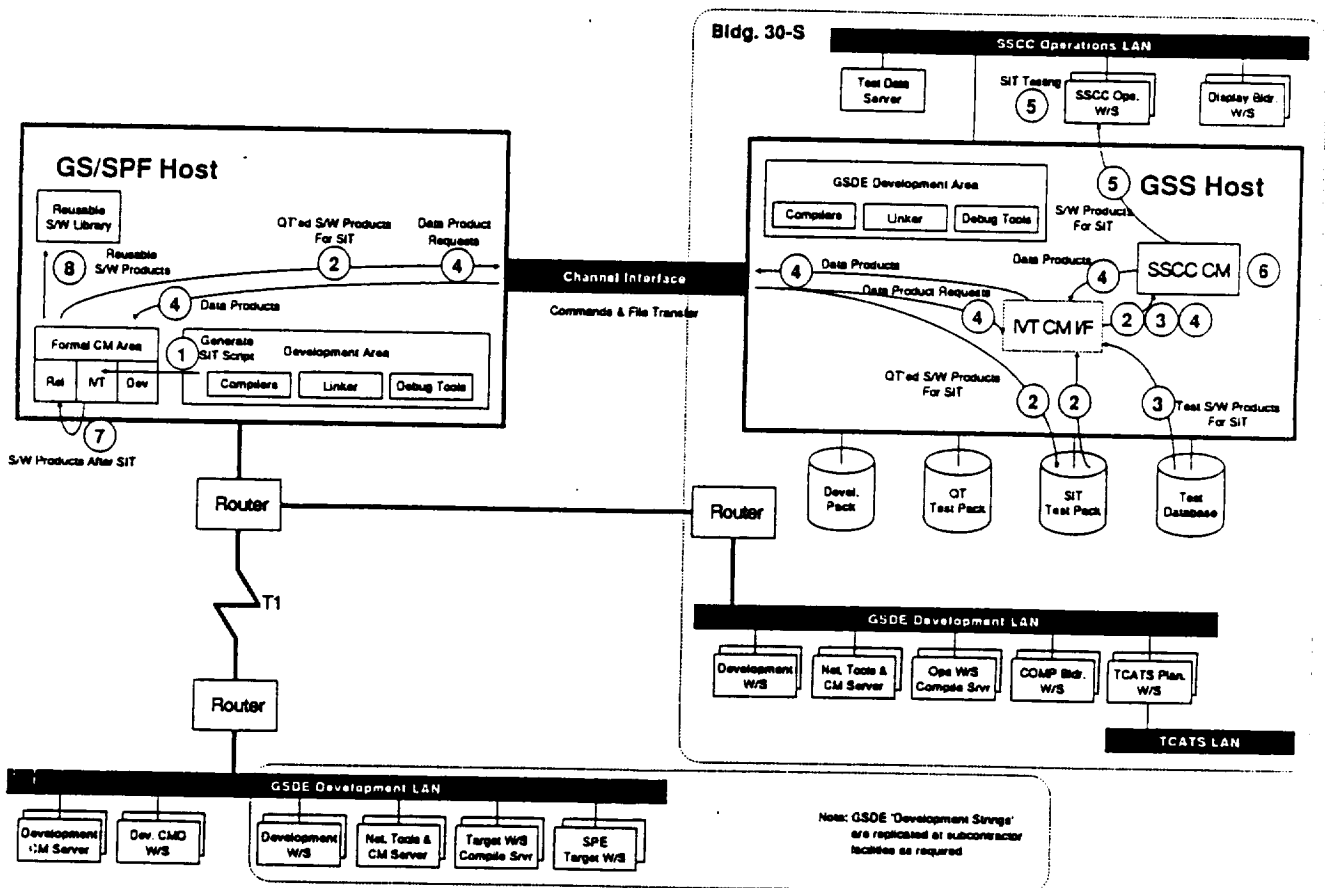 Bldg. 30-S
SSCC Operations LAN
Test Data
Server
SIT Testing
5
SSCC Ops.
W/S
Display Bldr.
W/S
GS/SPF Host
Reusable
S/W Library
8
Reusable
S/W Products
QT'ed S/W Products
For SIT
2
Data Product
Requests
4
4
Data Products
Formal CM Area
Rel
IVT
Dev
1
Generate
SIT Script
Development Area
Compilers
Linker
Debug Tools
7
S/W Products After SIT
Channel Interface
Commands & File Transfer
GSS Host
GSDE Development Area
Compilers
Linker
Debug Tools
5
S/W Products
For SIT
4
Data Products
Data Product Requests
4
Data Products
4
SSCC CM
6
IVT CM I/F
2
3
4
QT'ed S/W Products
For SIT
2
2
3
Test S/W Products
For SIT
Devel.
Pack
QT
Test Pack
SIT
Test Pack
Test
Database
Router
Router
T1
Router
GSDE Development LAN
Development
W/S
Net. Tools &
CM Server
Ops W/S
Compile Srvr
COMP Bldr.
W/S
TCATS Plan.
W/S
TCATS LAN
GSDE Development LAN
Development
CM Server
Dev. CMD
W/S
Development
W/S
Net. Tools &
CM Server
Target W/S
Compile Srvr
SPE
Target W/S
Note: GSDE 'Development Strings'
are replicated at subcontractor
facilities as required